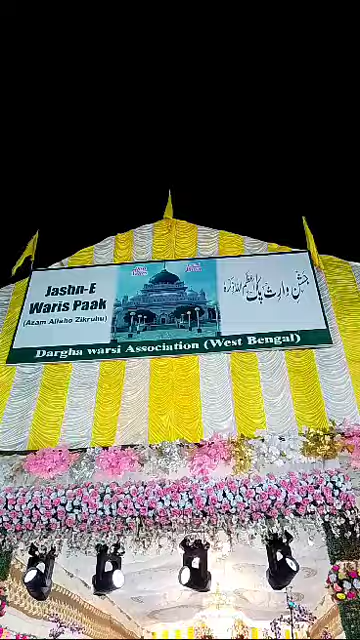 Jashn-E
Waris Paak
(Azam Allaho Zikruhu)
جشنِ وارث پاک
Dargha warsi Association (West Bengal)